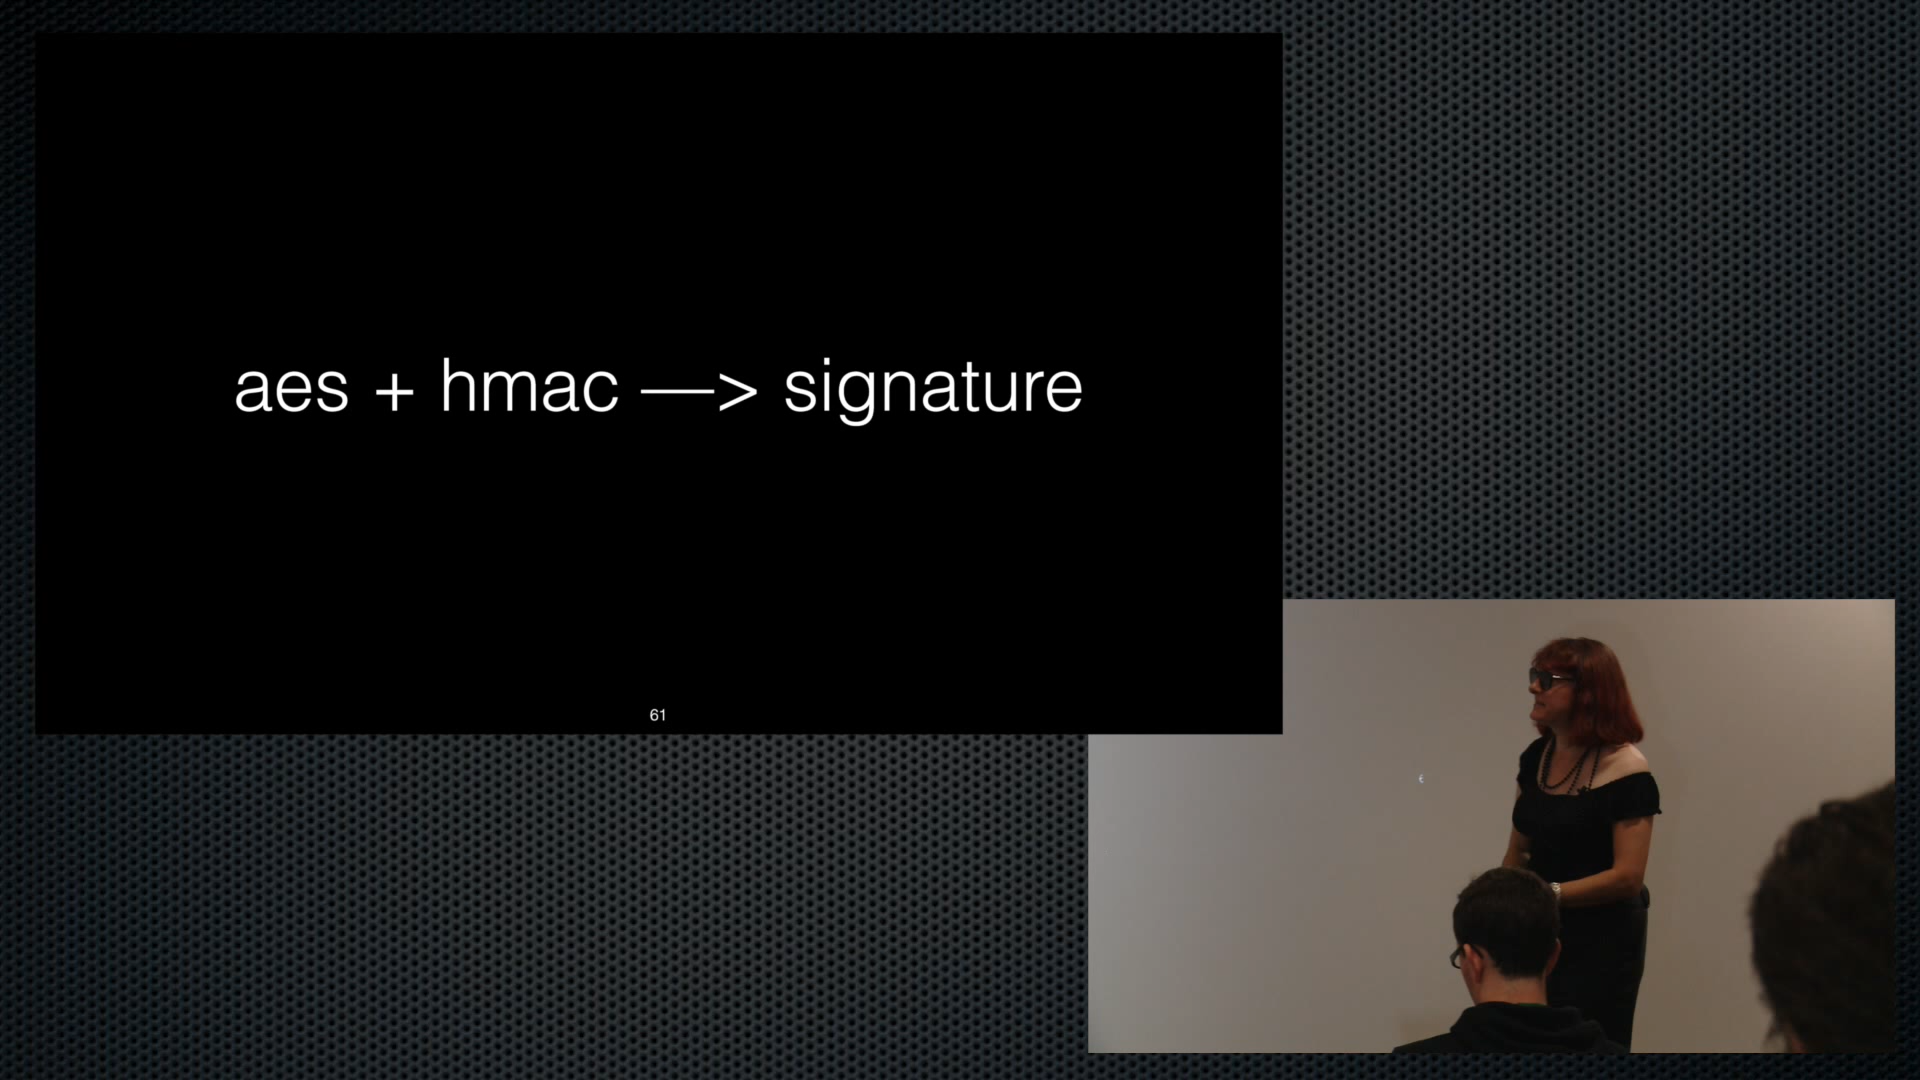 aes + hmac —> signature
61